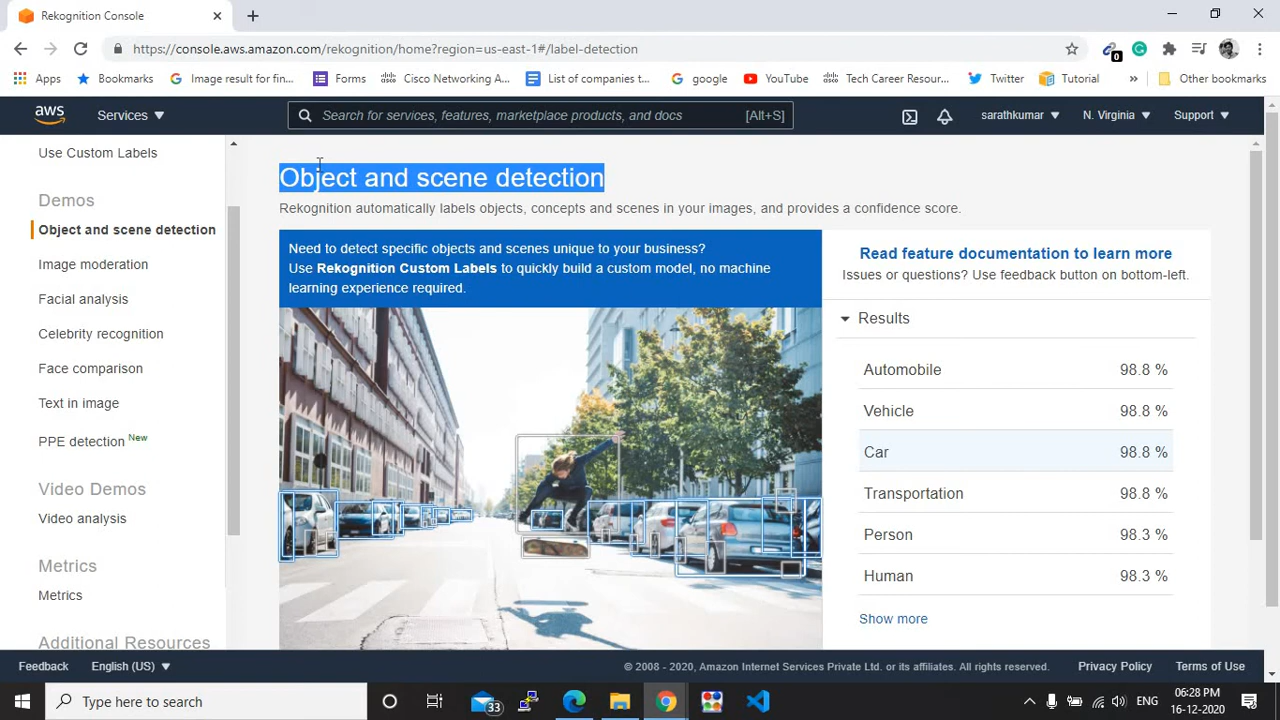 Rekognition Console
https://console.aws.amazon.com/rekognition/home?region=us-east-1#/label-detection
0
Apps
Bookmarks
Image result for fin...
Forms
Cisco Networking A...
List of companies t...
google
YouTube
Tech Career Resour...
Twitter
Tutorial
Other bookmarks
aws
Services
Search for services, features, marketplace products, and docs [Alt+S]
sarathkumar
N. Virginia
Support
Use Custom Labels
Demos
Object and scene detection
Image moderation
Facial analysis
Celebrity recognition
Face comparison
Text in image
PPE detection New
Video Demos
Video analysis
Metrics
Metrics
Additional Resources
Object and scene detection
Rekognition automatically labels objects, concepts and scenes in your images, and provides a confidence score.
Need to detect specific objects and scenes unique to your business?
Use Rekognition Custom Labels to quickly build a custom model, no machine
learning experience required.
Read feature documentation to learn more
Issues or questions? Use feedback button on bottom-left.
Results
Automobile 98.8 %
Vehicle 98.8 %
Car 98.8 %
Transportation 98.8 %
Person 98.3 %
Human 98.3 %
Show more
Feedback
English (US)
© 2008 - 2020, Amazon Internet Services Private Ltd. or its affiliates. All rights reserved.
Privacy Policy
Terms of Use
Type here to search
33
ENG
06:28 PM
16-12-2020